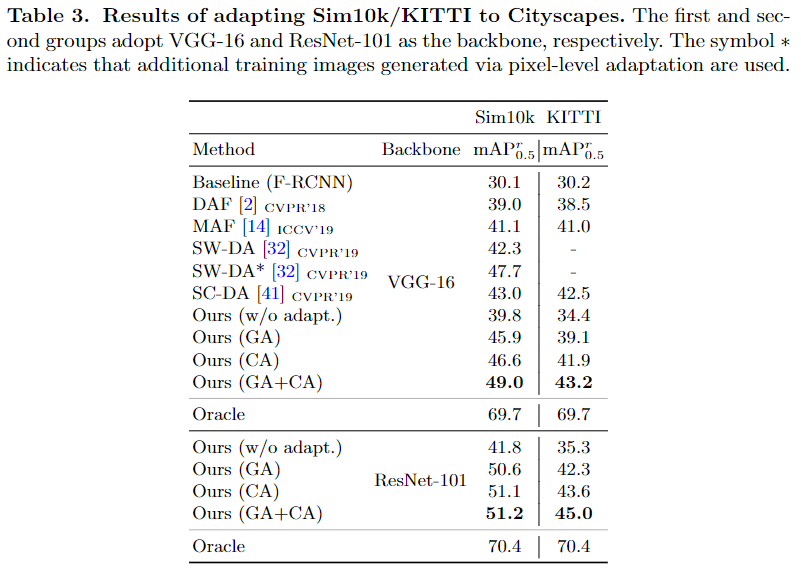 Table 3. Results of adapting Sim10k/KITTI to Cityscapes. The first and sec-
ond groups adopt VGG-16 and ResNet-101 as the backbone, respectively. The symbol *
indicates that additional training images generated via pixel-level adaptation are used.
Sim10k KITTI
Method Backbone mAP^r_0.5 mAP^r_0.5
Baseline (F-RCNN) 30.1 30.2
DAF [2] CVPR'18 39.0 38.5
MAF [14] ICCV'19 41.1 41.0
SW-DA [32] CVPR'19 42.3 -
SW-DA* [32] CVPR'19 47.7 -
VGG-16
SC-DA [41] CVPR'19 43.0 42.5
Ours (w/o adapt.) 39.8 34.4
Ours (GA) 45.9 39.1
Ours (CA) 46.6 41.9
Ours (GA+CA) 49.0 43.2
Oracle 69.7 69.7
Ours (w/o adapt.) 41.8 35.3
Ours (GA) 50.6 42.3
ResNet-101
Ours (CA) 51.1 43.6
Ours (GA+CA) 51.2 45.0
Oracle 70.4 70.4